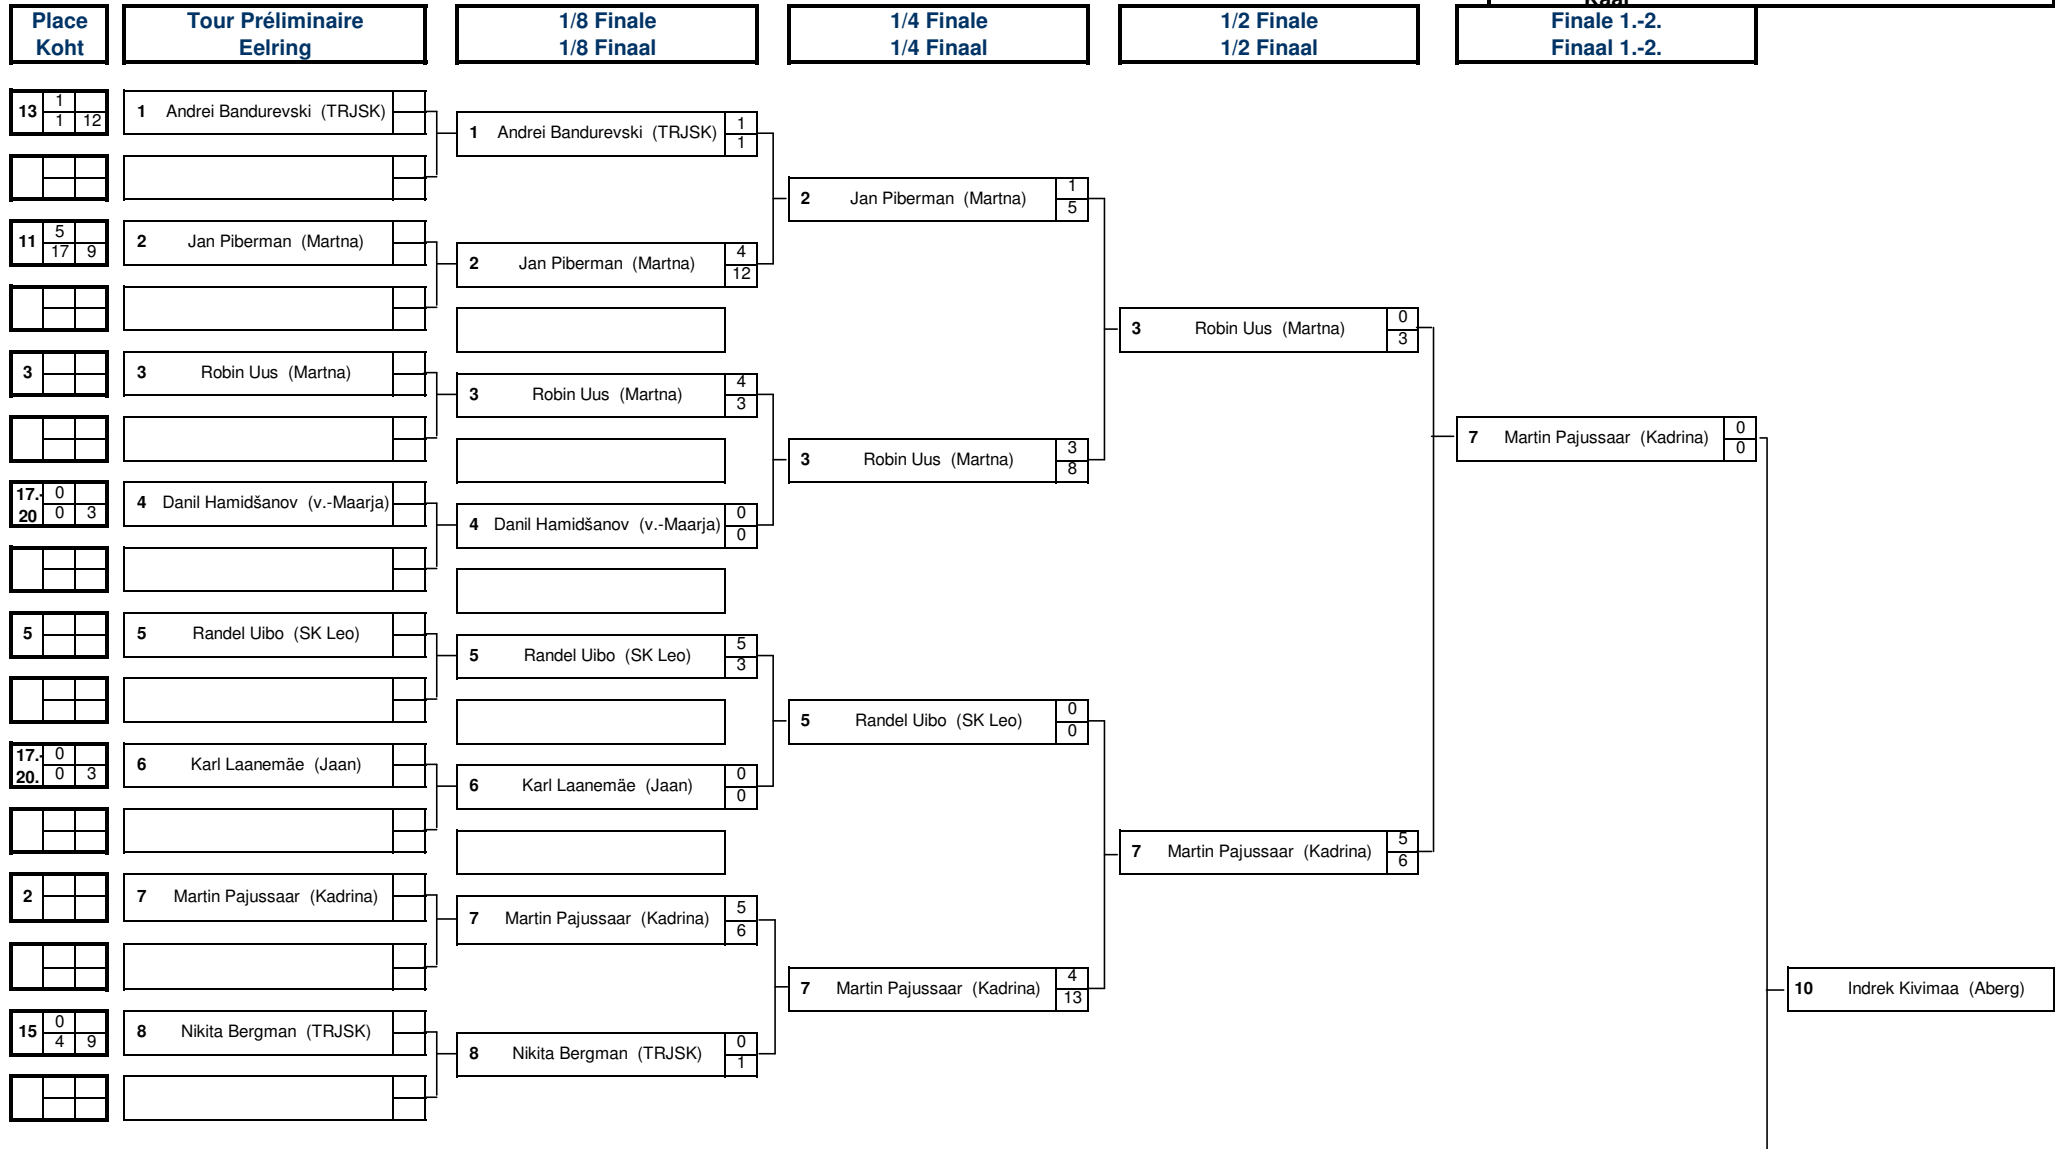 Place Tour Préliminaire 1/8 Finale 1/4 Finale 1/2 Finale Finale 1.-2.
Koht Eelring 1/8 Finaal 1/4 Finaal 1/2 Finaal Finaal 1.-2.
13 1 1 12 1 Andrei Bandurevski (TRJSK)
1 Andrei Bandurevski (TRJSK) 1 1
2 Jan Piberman (Martna) 1 5
11 5 17 9 2 Jan Piberman (Martna)
2 Jan Piberman (Martna) 4 12
3 Robin Uus (Martna) 0 3
3 3 Robin Uus (Martna)
3 Robin Uus (Martna) 4 3
7 Martin Pajussaar (Kadrina) 0 0
3 Robin Uus (Martna) 3 8
17.- 20 0 0 3 4 Danil Hamidšanov (v.-Maarja)
4 Danil Hamidšanov (v.-Maarja) 0 0
5 5 Randel Uibo (SK Leo)
5 Randel Uibo (SK Leo) 5 3
5 Randel Uibo (SK Leo) 0 0
17.- 20. 0 0 3 6 Karl Laanemäe (Jaan)
6 Karl Laanemäe (Jaan) 0 0
7 Martin Pajussaar (Kadrina) 5 6
2 7 Martin Pajussaar (Kadrina)
7 Martin Pajussaar (Kadrina) 5 6
7 Martin Pajussaar (Kadrina) 4 13
10 Indrek Kivimaa (Aberg)
15 0 4 9 8 Nikita Bergman (TRJSK)
8 Nikita Bergman (TRJSK) 0 1